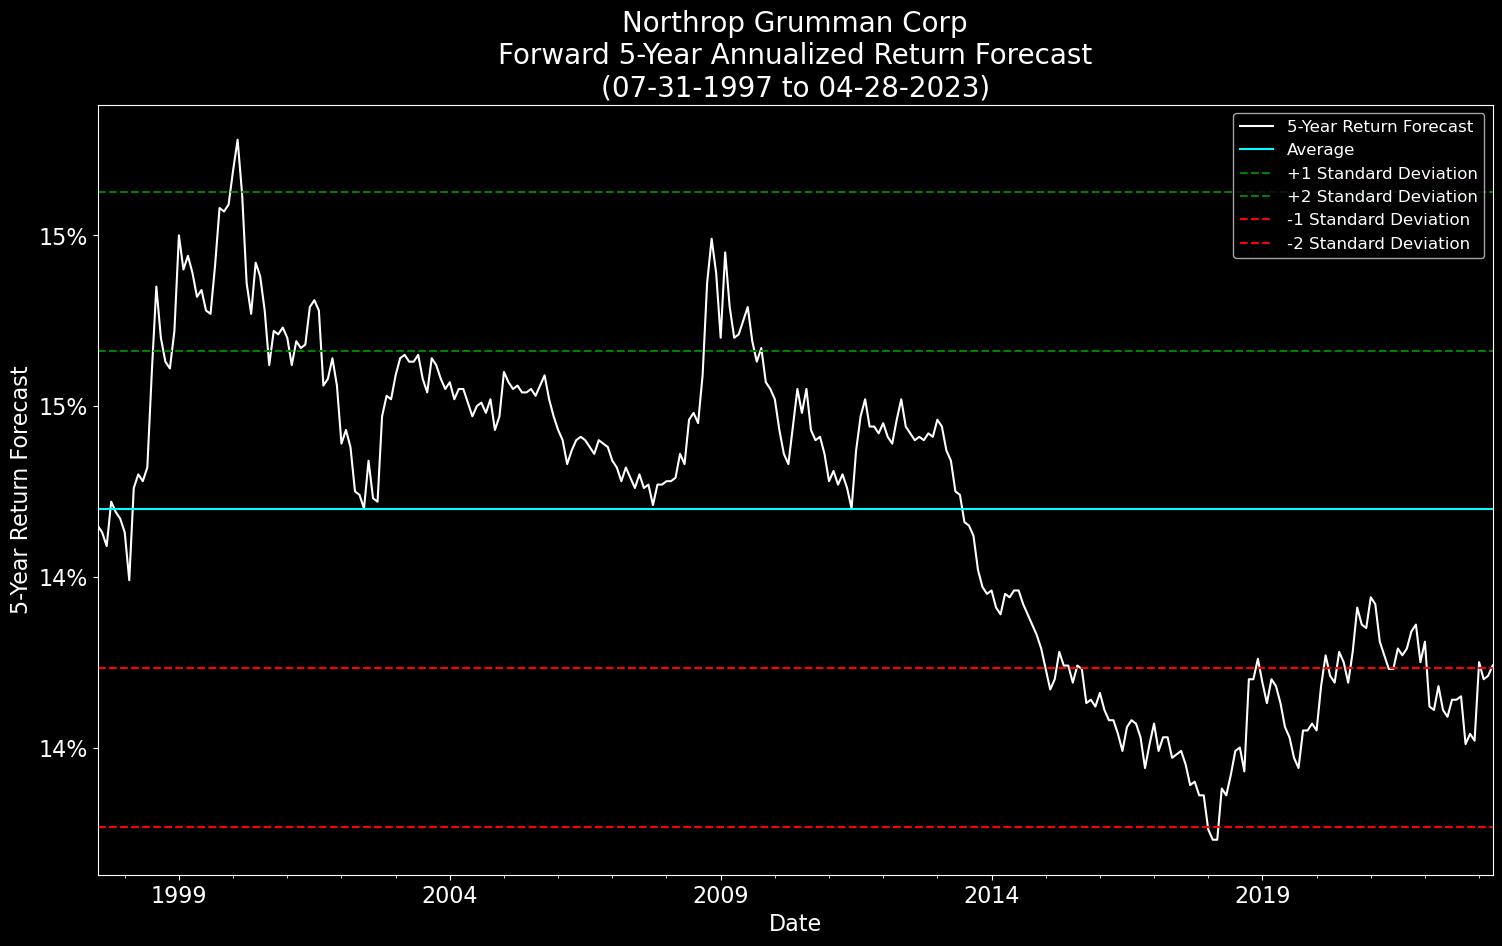 Northrop Grumman Corp
Forward 5-Year Annualized Return Forecast
(07-31-1997 to 04-28-2023)
5-Year Return Forecast
Average
+1 Standard Deviation
+2 Standard Deviation
-1 Standard Deviation
-2 Standard Deviation
15%
15%
14%
14%
5-Year Return Forecast
1999
2004
2009
2014
2019
Date